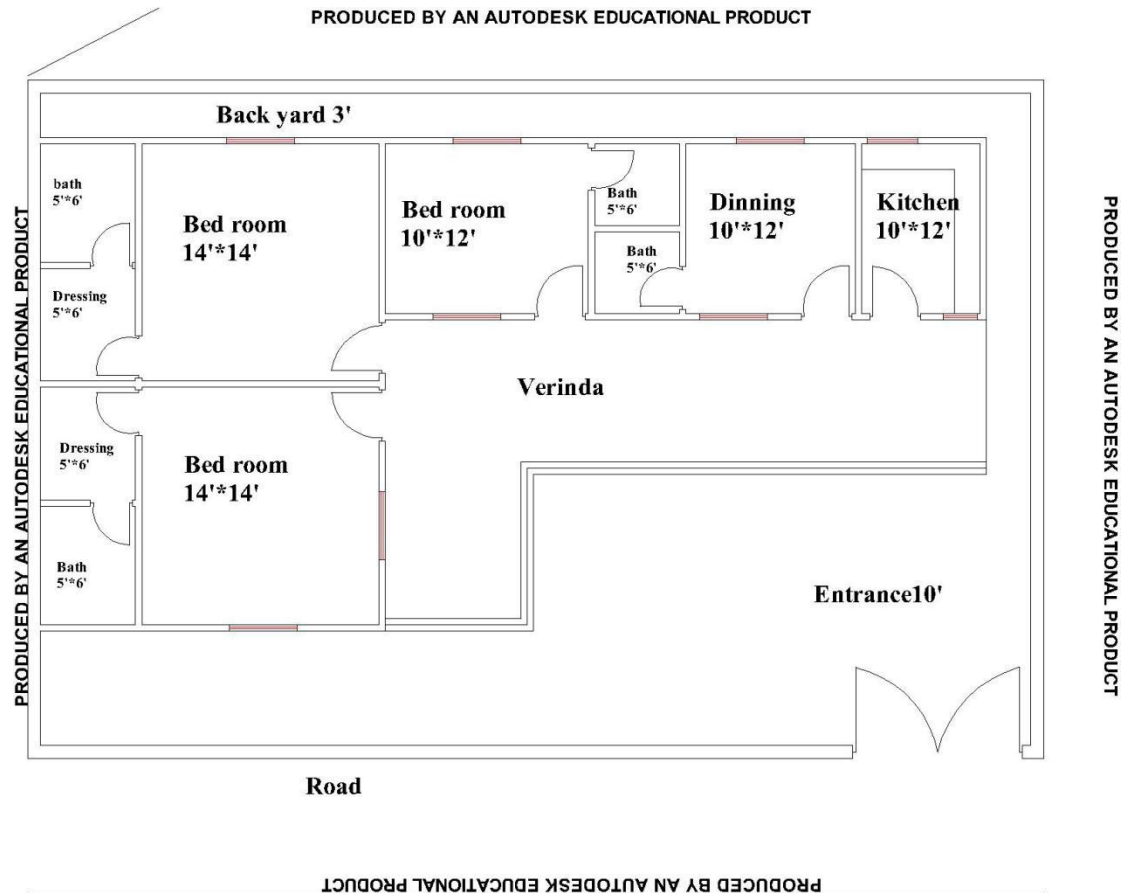 PRODUCED BY AN AUTODESK EDUCATIONAL PRODUCT
Back yard 3'
bath
5'*6'
Bed room
14'*14'
Bed room
10'*12'
Bath
5'*6'
Dinning
10'*12'
Kitchen
10'*12'
Bath
5'*6'
Dressing
5'*6'
Verinda
Dressing
5'*6'
Bed room
14'*14'
Bath
5'*6'
Entrance10'
Road
PRODUCED BY AN AUTODESK EDUCATIONAL PRODUCT
PRODUCED BY AN AUTODESK EDUCATIONAL PRODUCT
PRODUCED BY AN AUTODESK EDUCATIONAL PRODUCT